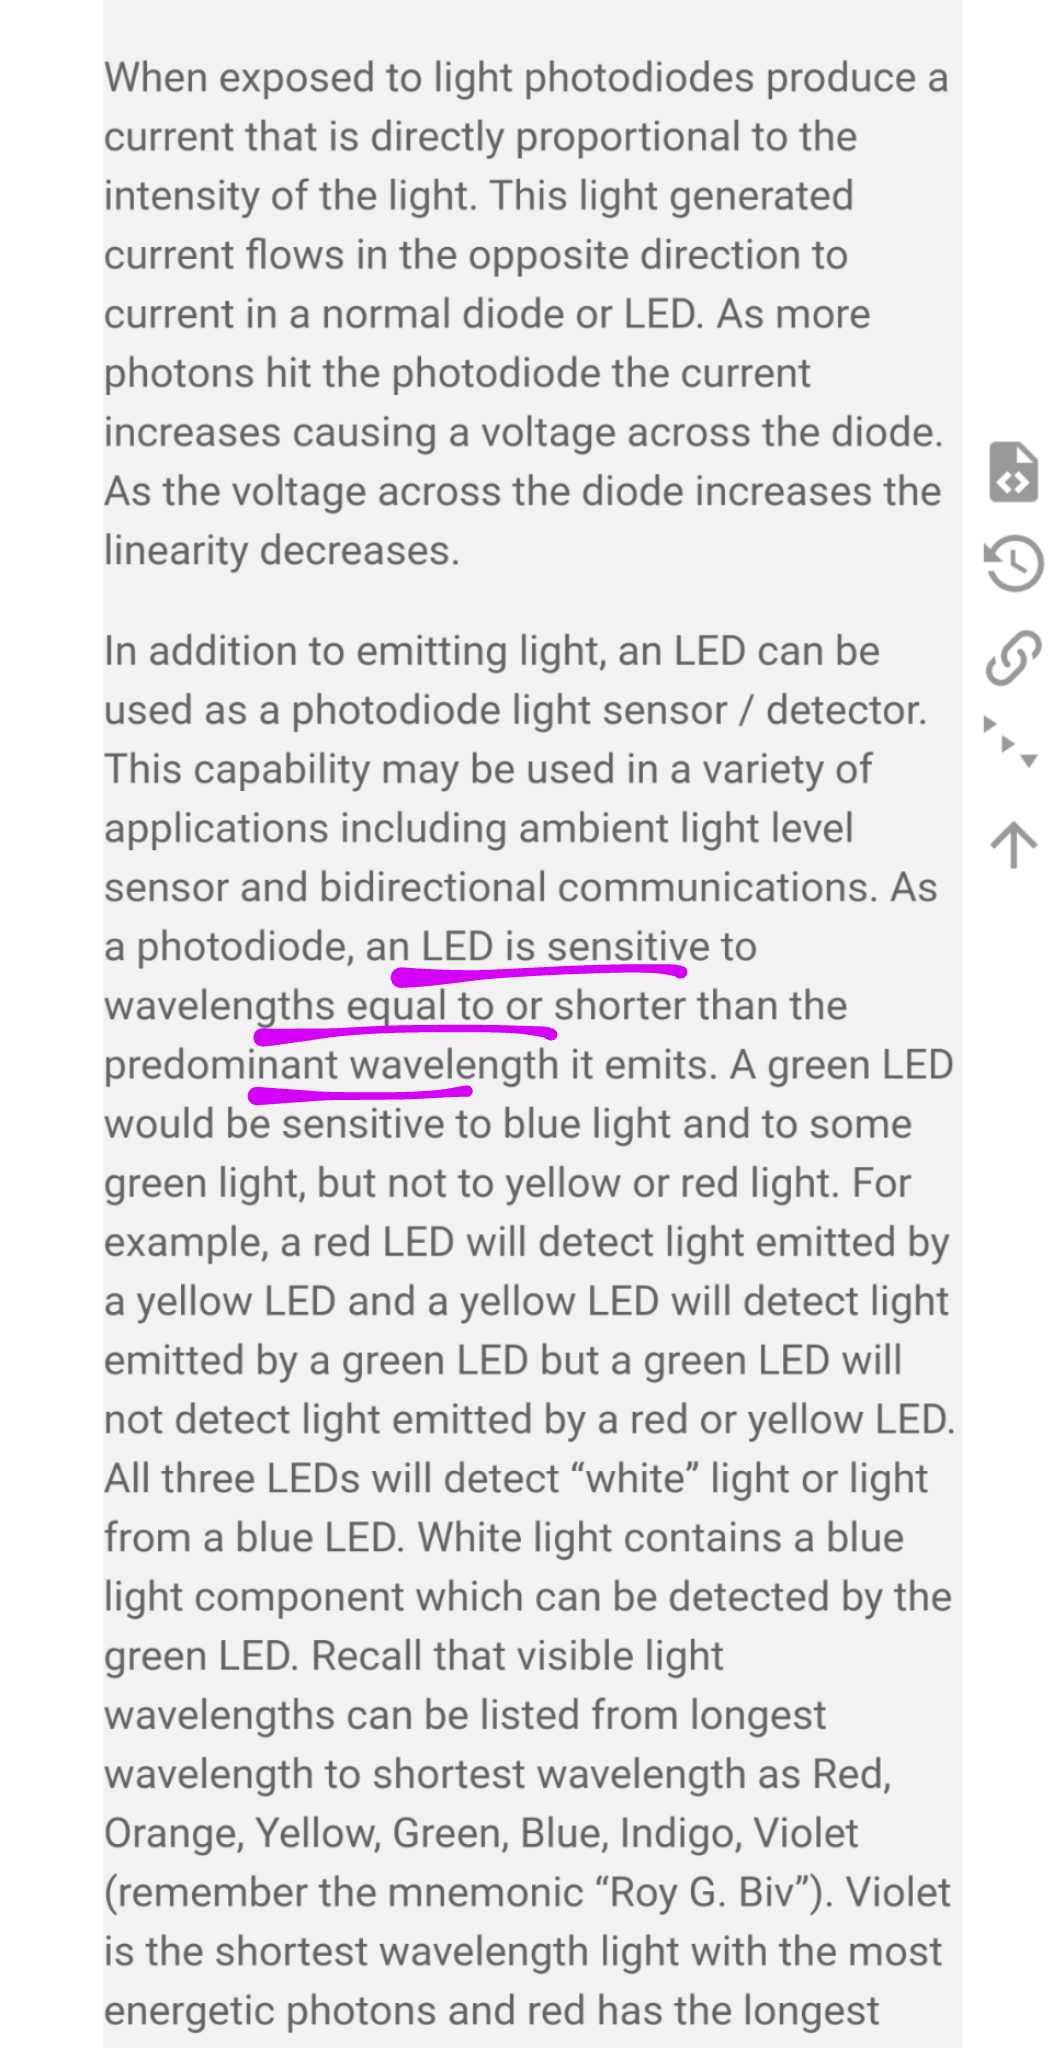 When exposed to light photodiodes produce a
current that is directly proportional to the
intensity of the light. This light generated
current flows in the opposite direction to
current in a normal diode or LED. As more
photons hit the photodiode the current
increases causing a voltage across the diode.
As the voltage across the diode increases the
linearity decreases.
In addition to emitting light, an LED can be
used as a photodiode light sensor / detector.
This capability may be used in a variety of
applications including ambient light level
sensor and bidirectional communications. As
a photodiode, an LED is sensitive to
wavelengths equal to or shorter than the
predominant wavelength it emits. A green LED
would be sensitive to blue light and to some
green light, but not to yellow or red light. For
example, a red LED will detect light emitted by
a yellow LED and a yellow LED will detect light
emitted by a green LED but a green LED will
not detect light emitted by a red or yellow LED.
All three LEDs will detect “white” light or light
from a blue LED. White light contains a blue
light component which can be detected by the
green LED. Recall that visible light
wavelengths can be listed from longest
wavelength to shortest wavelength as Red,
Orange, Yellow, Green, Blue, Indigo, Violet
(remember the mnemonic “Roy G. Biv”). Violet
is the shortest wavelength light with the most
energetic photons and red has the longest